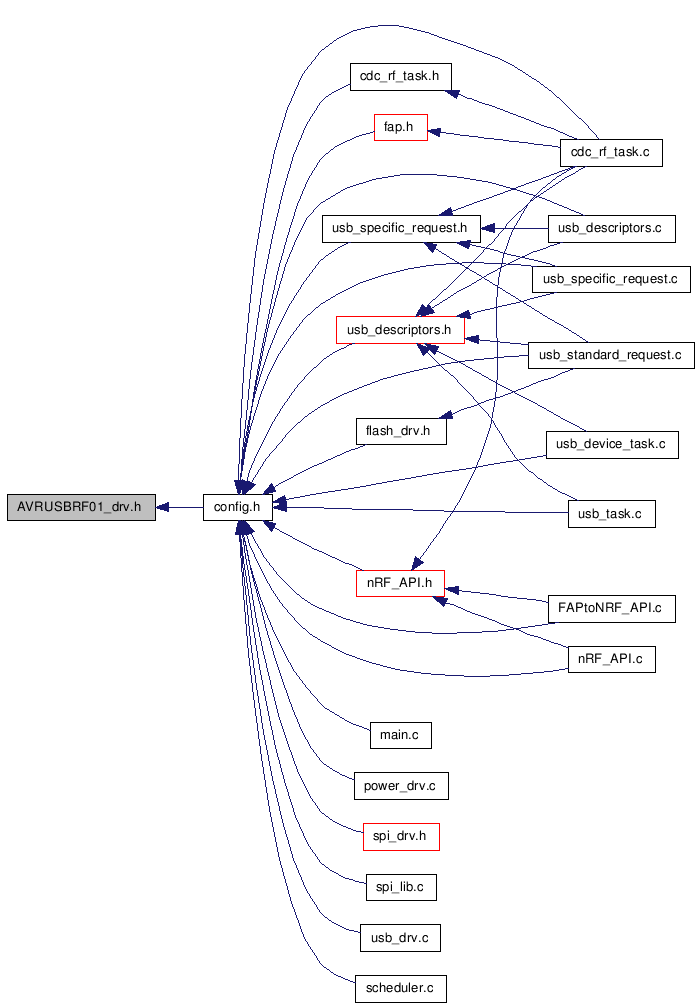 cdc_rf_task.h
fap.h
cdc_rf_task.c
usb_specific_request.h
usb_descriptors.c
usb_specific_request.c
usb_descriptors.h
usb_standard_request.c
flash_drv.h
usb_device_task.c
AVRUSBRF01_drv.h
config.h
usb_task.c
nRF_API.h
FAPtoNRF_API.c
nRF_API.c
main.c
power_drv.c
spi_drv.h
spi_lib.c
usb_drv.c
scheduler.c